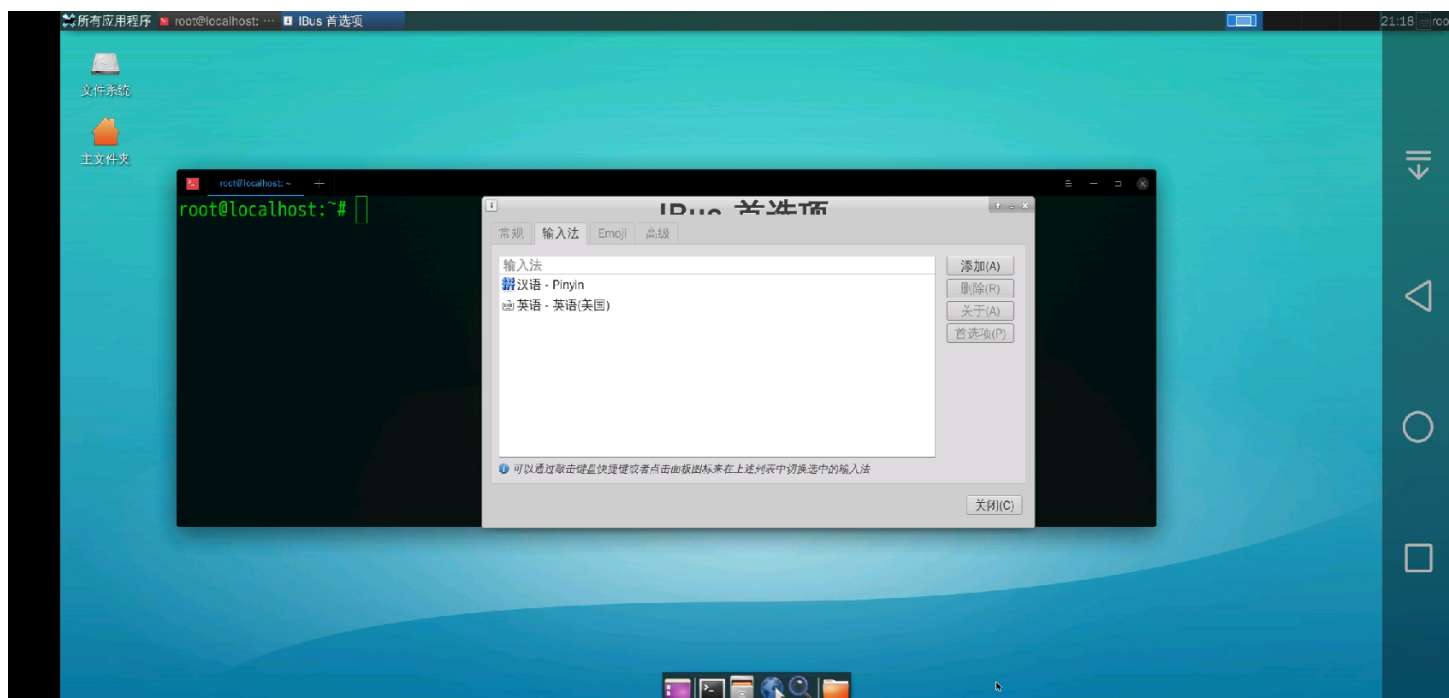 所有应用程序 root@localhost: ··· IBus 首选项 21:18 roo
文件系统
主文件夹
root@localhost: ~
root@localhost:~#
IBus 首选项
常规 输入法 Emoji 高级
输入法
汉语 - Pinyin
英语 - 英语(美国)
添加(A)
删除(R)
关于(A)
首选项(P)
可以通过敲击键盘快捷键或者点击面板图标来在上述列表中切换选中的输入法
关闭(C)